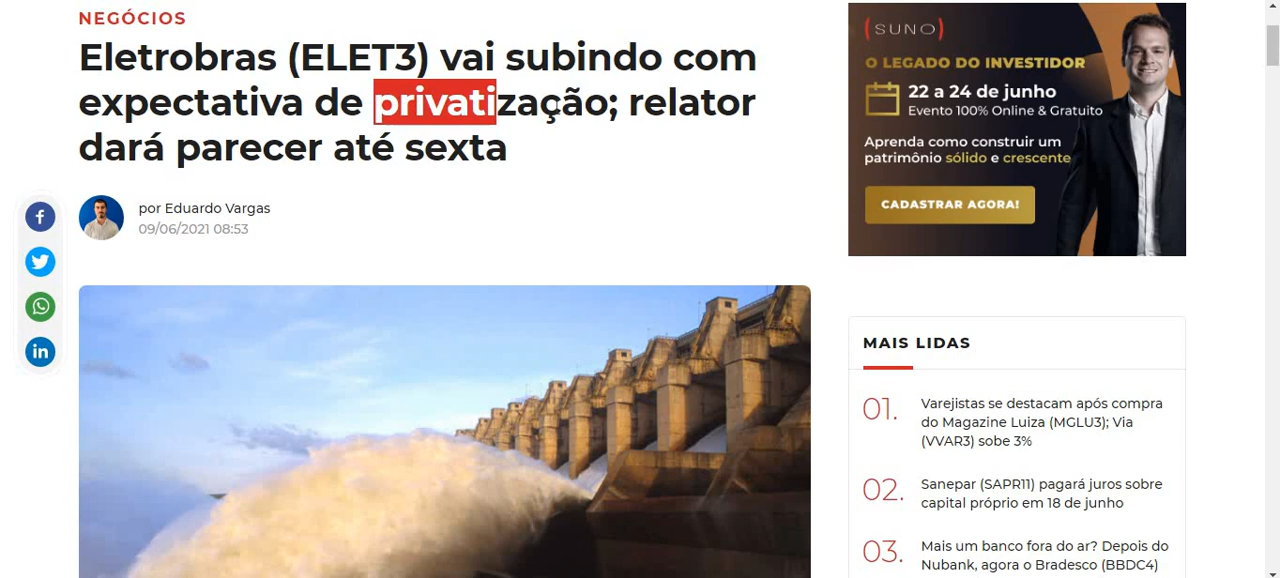 NEGÓCIOS
Eletrobras (ELET3) vai subindo com
expectativa de privatização; relator
dará parecer até sexta
por Eduardo Vargas
09/06/2021 08:53
(SUNO)
O LEGADO DO INVESTIDOR
22 a 24 de junho
Evento 100% Online & Gratuito
Aprenda como construir um
patrimônio sólido e crescente
CADASTRAR AGORA!
MAIS LIDAS
01.
Varejistas se destacam após compra
do Magazine Luiza (MGLU3); Via
(VVAR3) sobe 3%
02.
Sanepar (SAPR11) pagará juros sobre
capital próprio em 18 de junho
03.
Mais um banco fora do ar? Depois do
Nubank, agora o Bradesco (BBDC4)